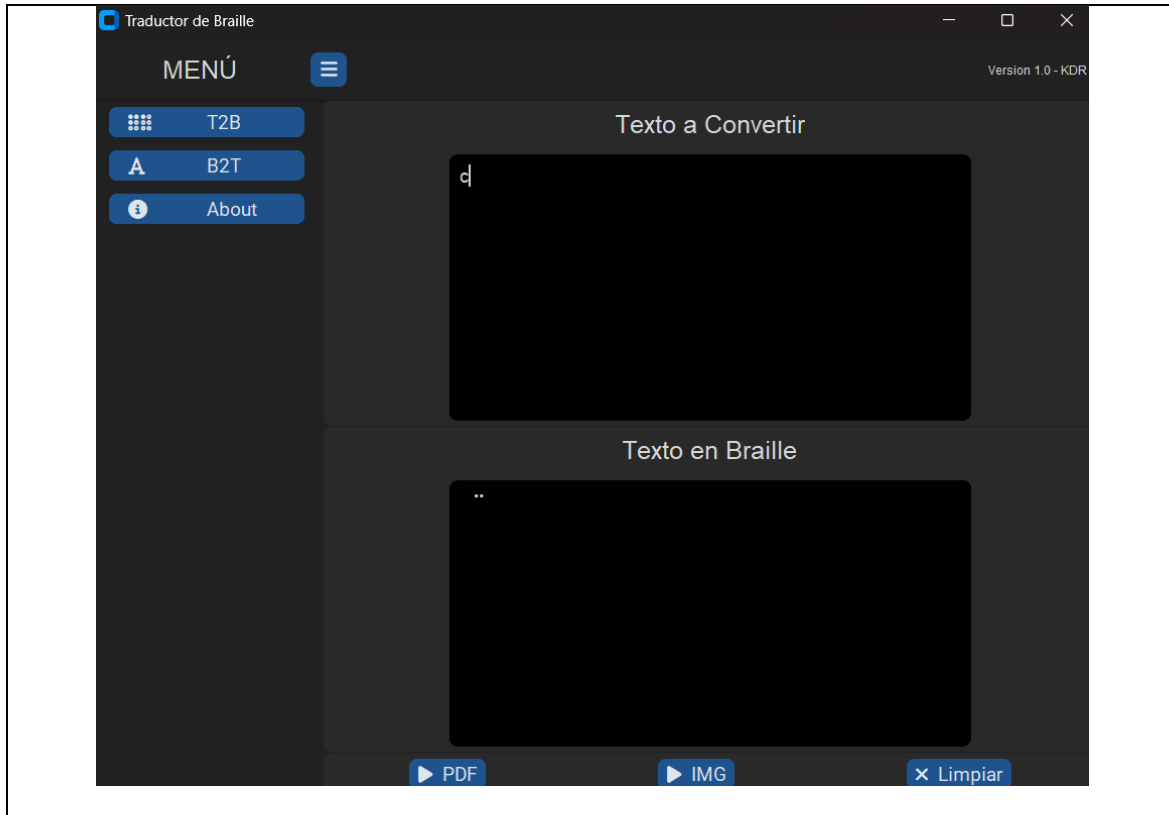 Traductor de Braille
MENÚ
Version 1.0 - KDR
T2B
B2T
About
Texto a Convertir
c
Texto en Braille
⠉
PDF
IMG
Limpiar